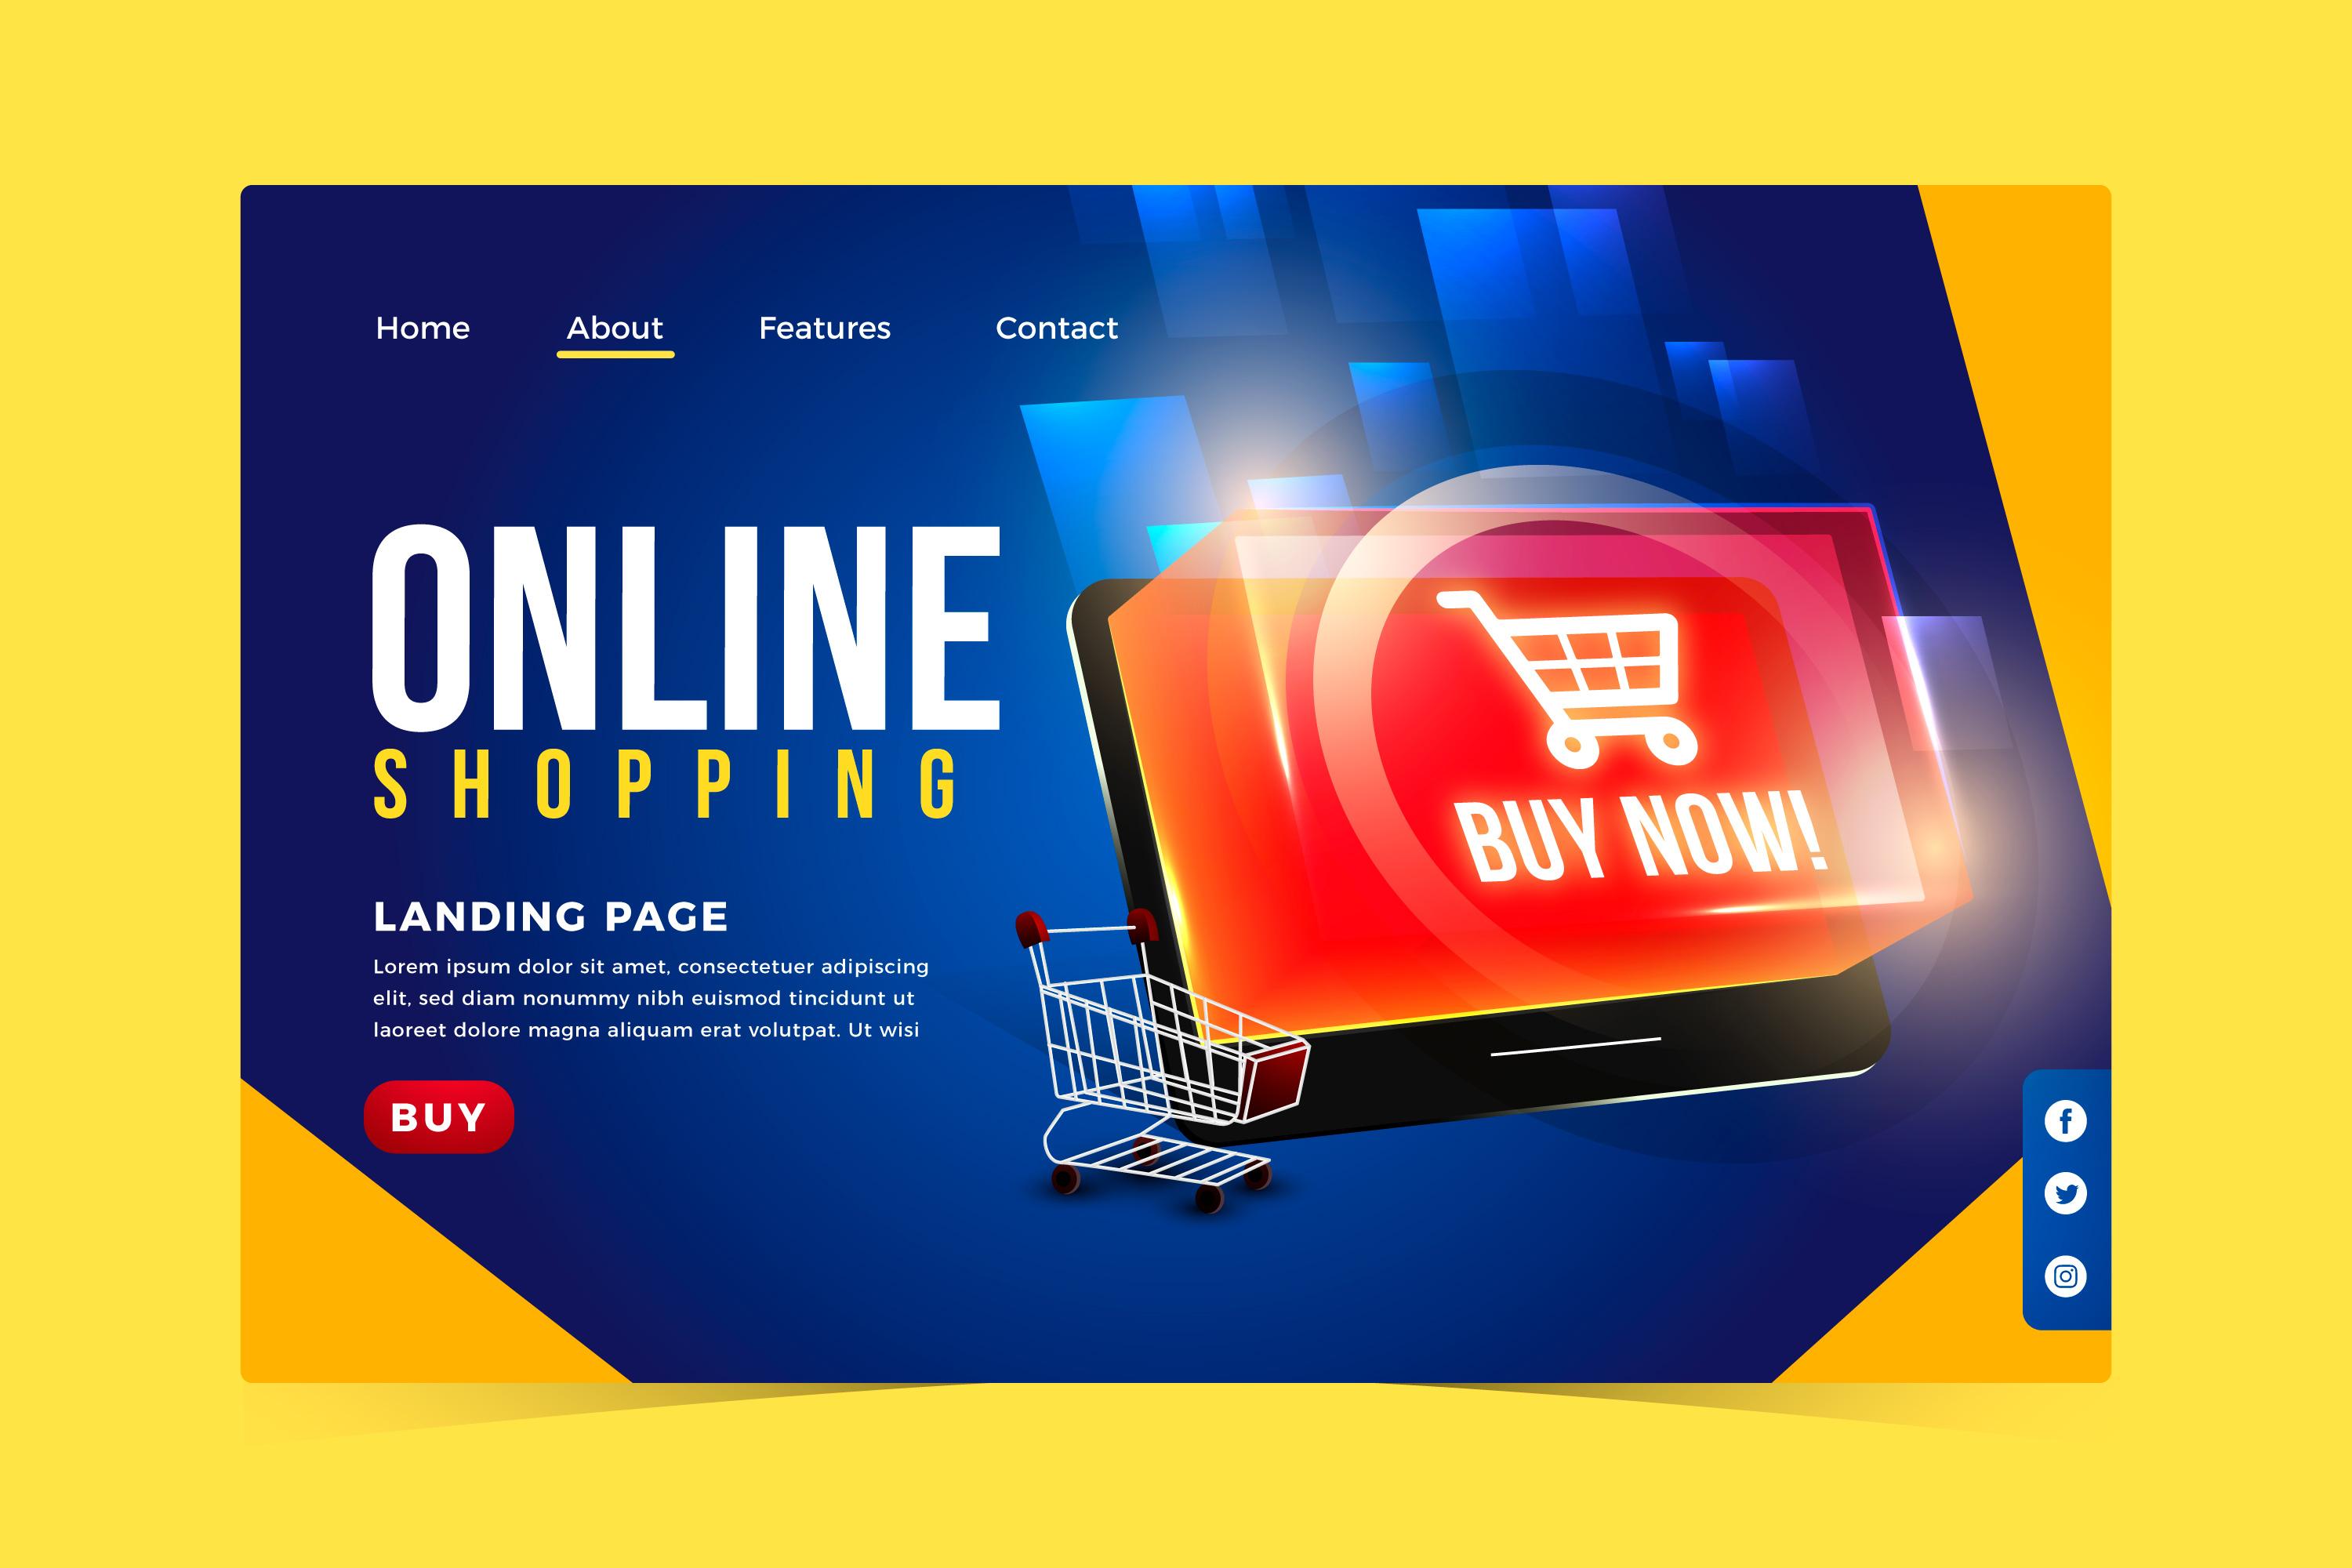 Home About Features Contact
ONLINE
SHOPPING
LANDING PAGE
Lorem ipsum dolor sit amet, consectetuer adipiscing
elit, sed diam nonummy nibh euismod tincidunt ut
laoreet dolore magna aliquam erat volutpat. Ut wisi
BUY
BUY NOW!